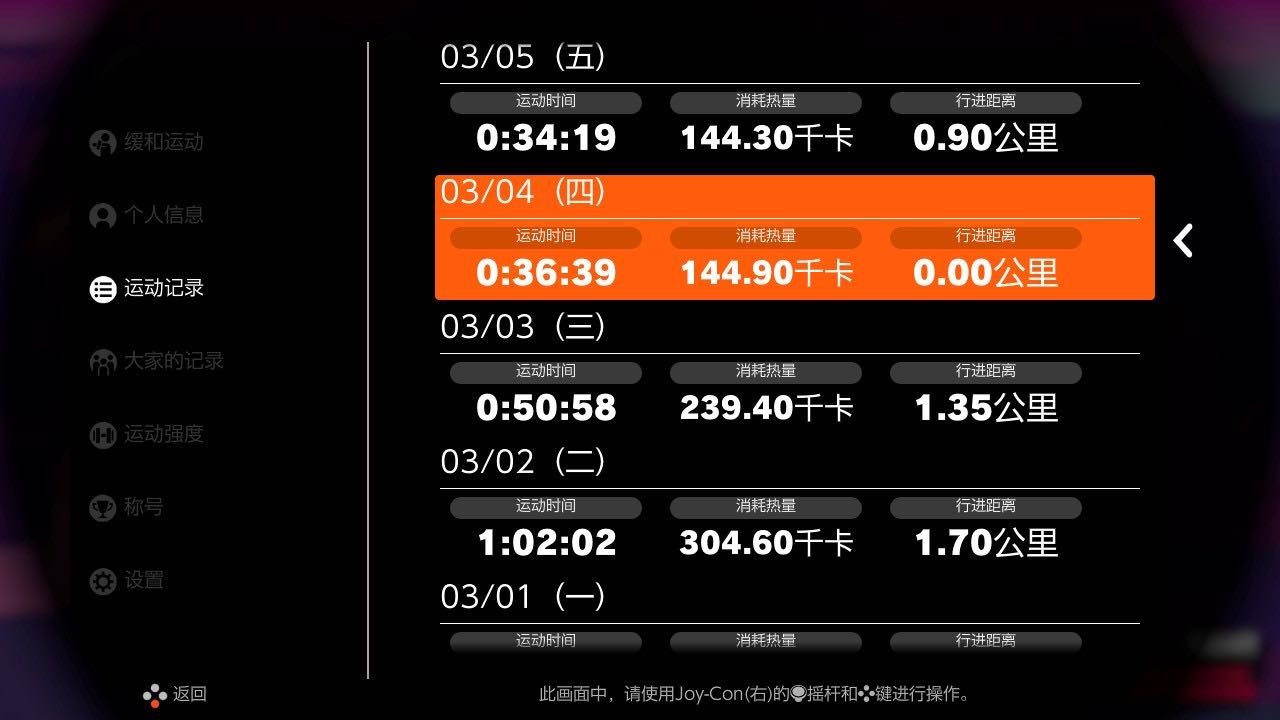 缓和运动
个人信息
运动记录
大家的记录
运动强度
称号
设置
03/05 (五)
运动时间 消耗热量 行进距离
0:34:19 144.30千卡 0.90公里
03/04 (四)
运动时间 消耗热量 行进距离
0:36:39 144.90千卡 0.00公里
03/03 (三)
运动时间 消耗热量 行进距离
0:50:58 239.40千卡 1.35公里
03/02 (二)
运动时间 消耗热量 行进距离
1:02:02 304.60千卡 1.70公里
03/01 (一)
运动时间 消耗热量 行进距离
返回
此画面中，请使用Joy-Con(右)的摇杆和键进行操作。